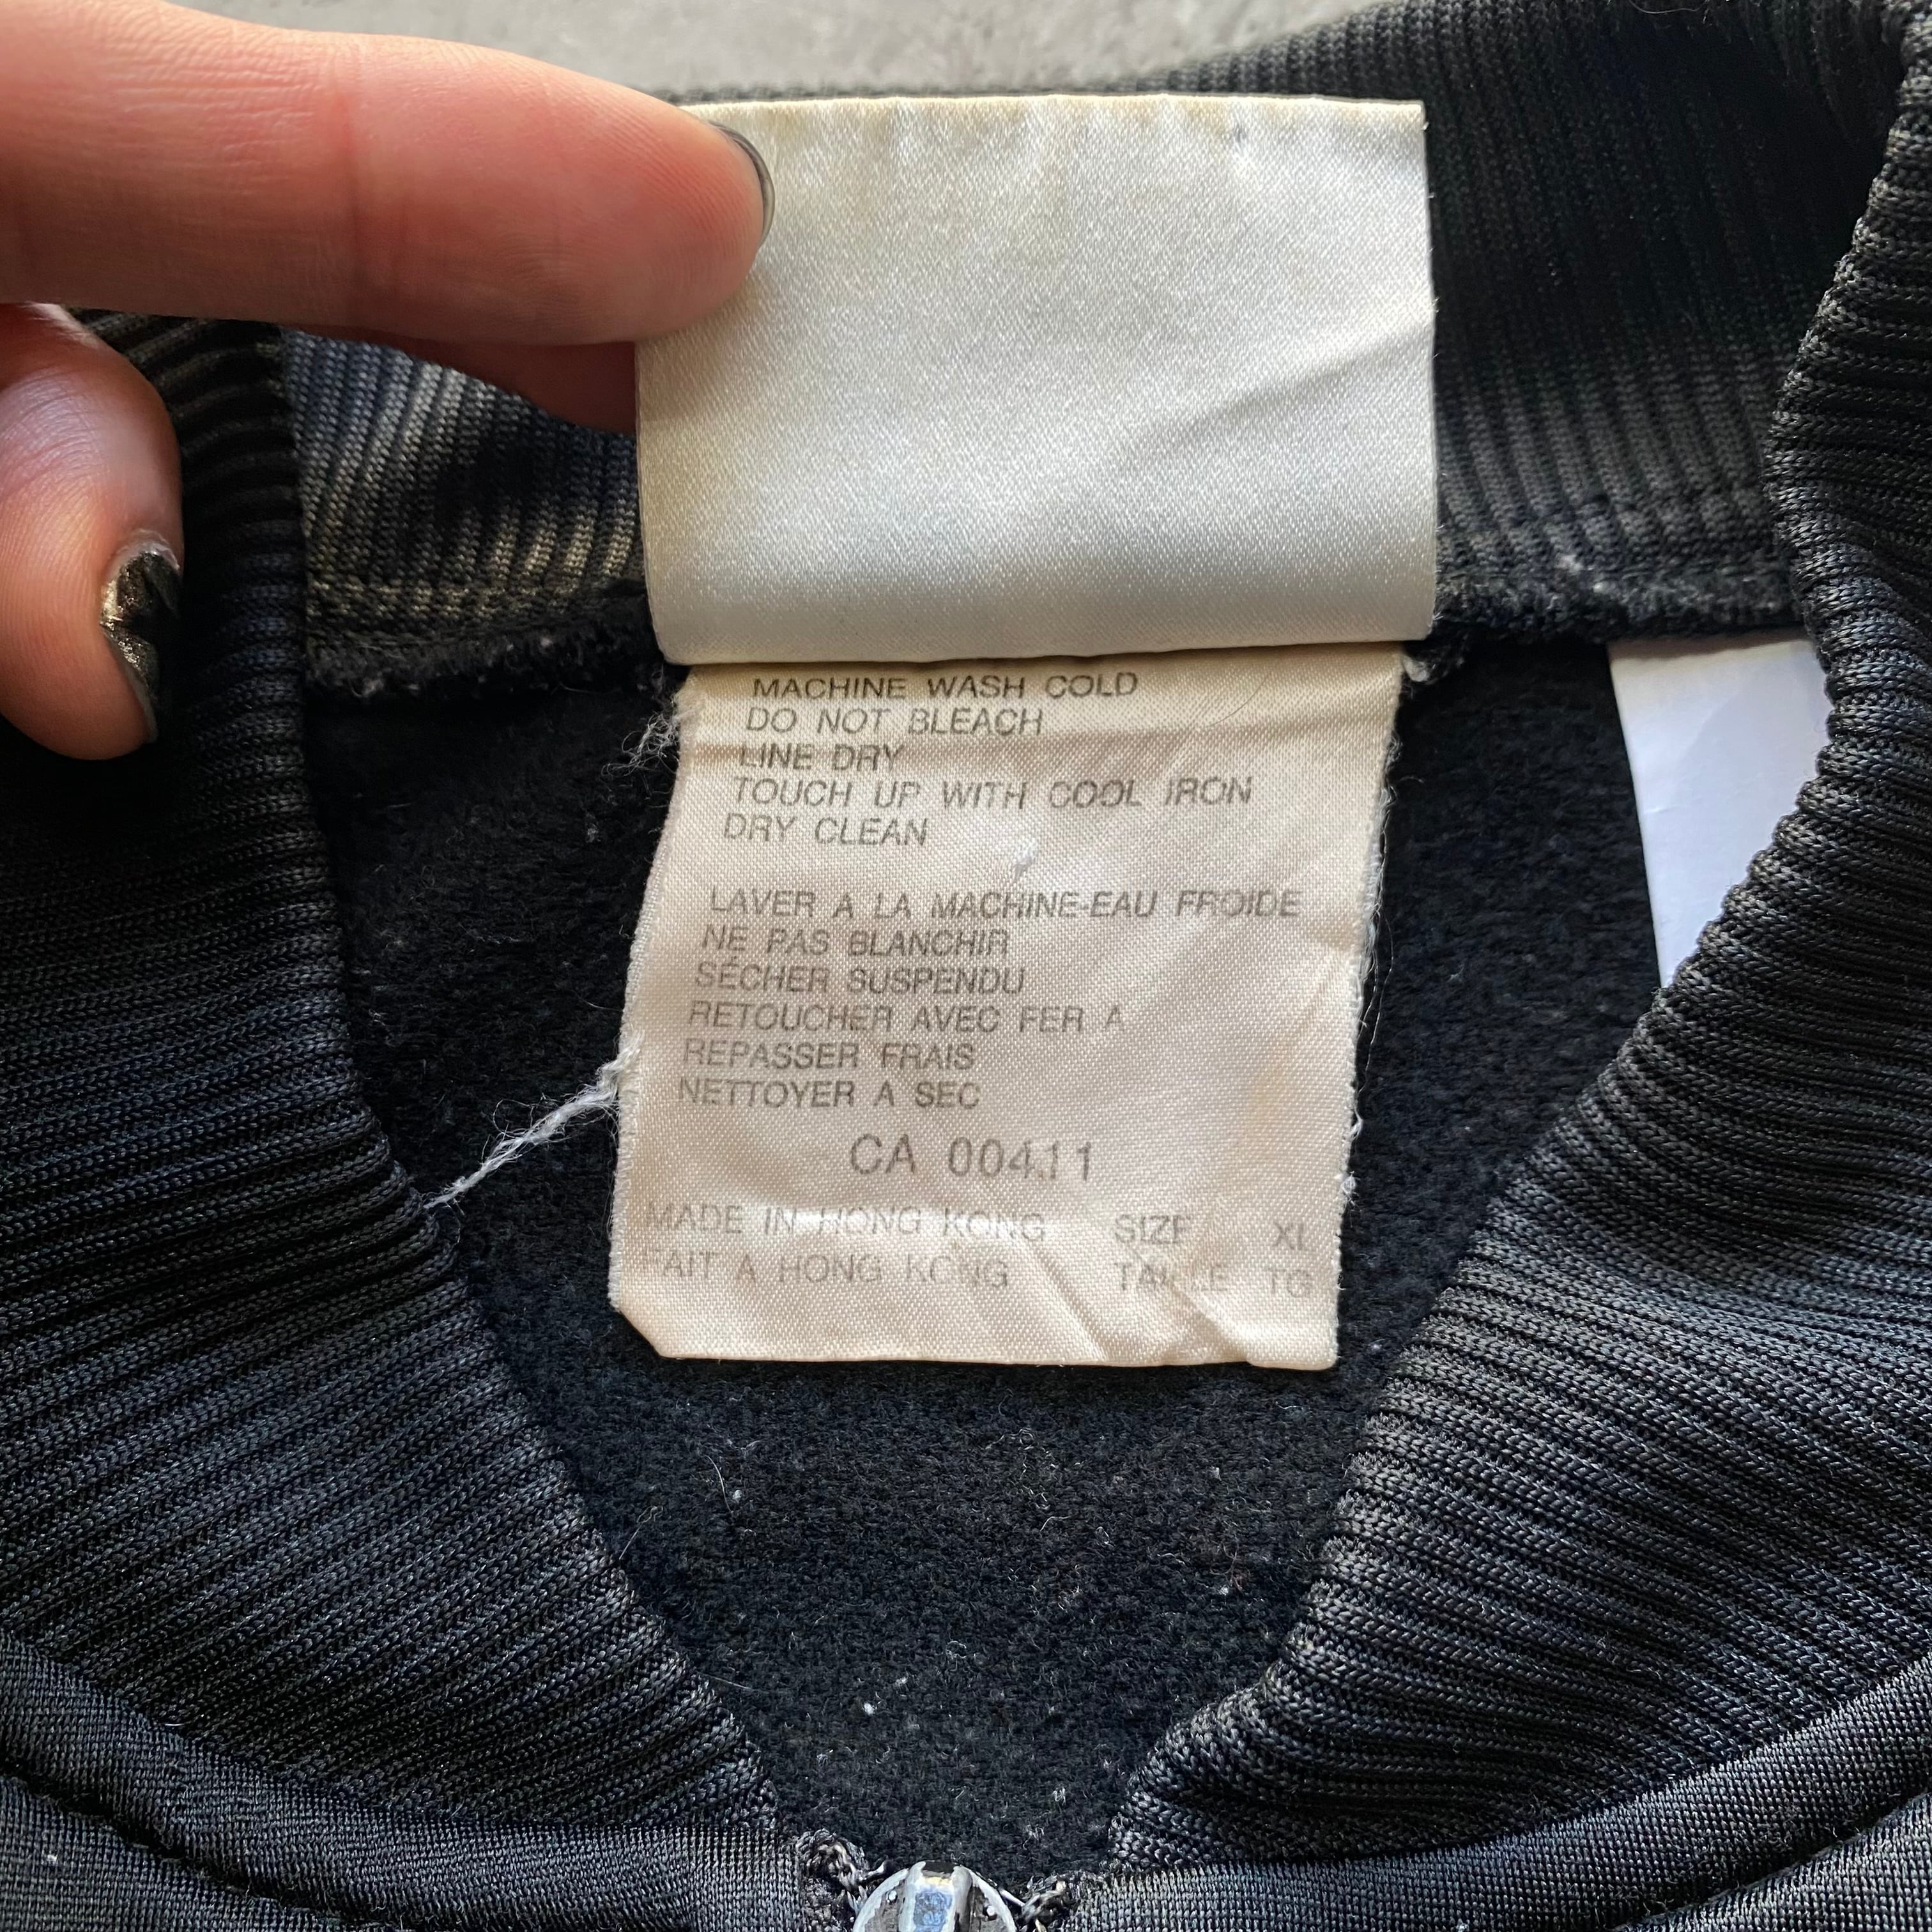 MACHINE WASH COLD
DO NOT BLEACH
LINE DRY
TOUCH UP WITH COOL IRON
DRY CLEAN
LAVER A LA MACHINE-EAU FROIDE
NE PAS BLANCHIR
SÉCHER SUSPENDU
RETOUCHER AVEC FER A
REPASSER FRAIS
NETTOYER A SEC
CA 00411
MADE IN HONG KONG SIZE XL
FAIT A HONG KONG TAILLE TG